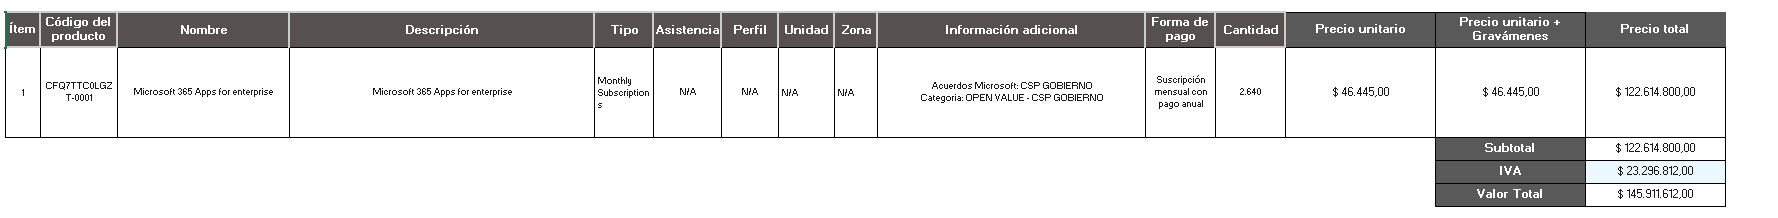 Ítem Código del producto Nombre Descripción Tipo Asistencia Perfil Unidad Zona Información adicional Forma de pago Cantidad Precio unitario Precio unitario + Gravámenes Precio total
1 CFQ7TTC0LGZT-0001 Microsoft 365 Apps for enterprise Microsoft 365 Apps for enterprise Monthly Subscriptions N/A N/A N/A N/A Acuerdos Microsoft: CSP GOBIERNO Categoria: OPEN VALUE - CSP GOBIERNO Suscripción mensual con pago anual 2.640 $ 46.445,00 $ 46.445,00 $ 122.614.800,00
Subtotal $ 122.614.800,00
IVA $ 23.296.812,00
Valor Total $ 145.911.612,00